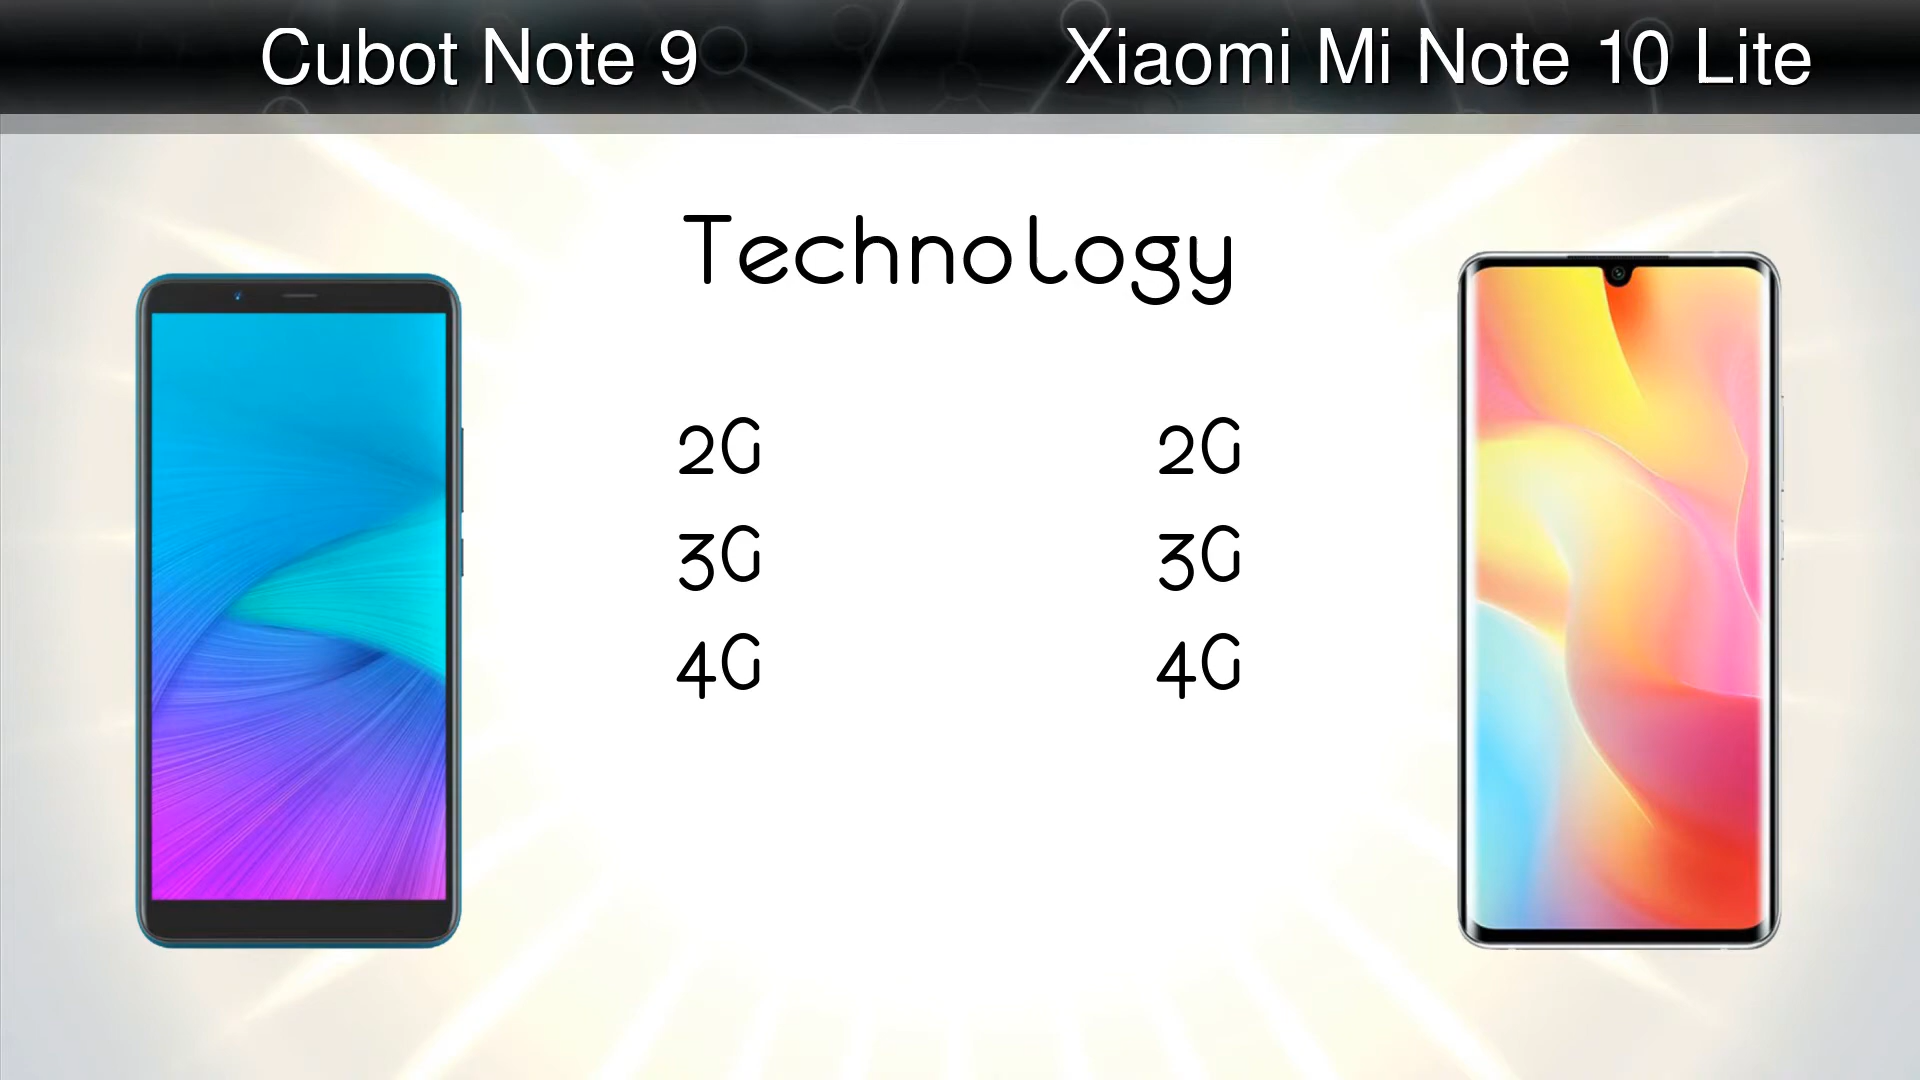 Cubot Note 9
Xiaomi Mi Note 10 Lite
Technology
2G
2G
3G
3G
4G
4G